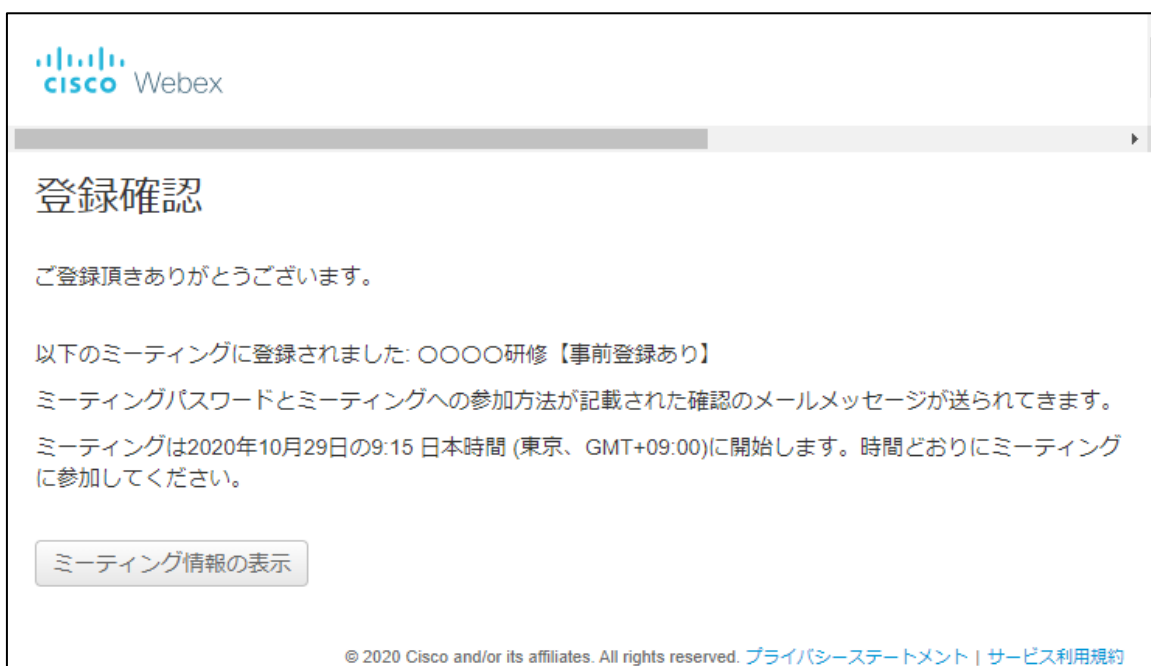 cisco Webex
登録確認
ご登録頂きありがとうございます。
以下のミーティングに登録されました: 〇〇〇〇研修【事前登録あり】
ミーティングパスワードとミーティングへの参加方法が記載された確認のメールメッセージが送られてきます。
ミーティングは2020年10月29日の9:15 日本時間 (東京、GMT+09:00)に開始します。時間どおりにミーティング
に参加してください。
ミーティング情報の表示
© 2020 Cisco and/or its affiliates. All rights reserved. プライバシーステートメント | サービス利用規約